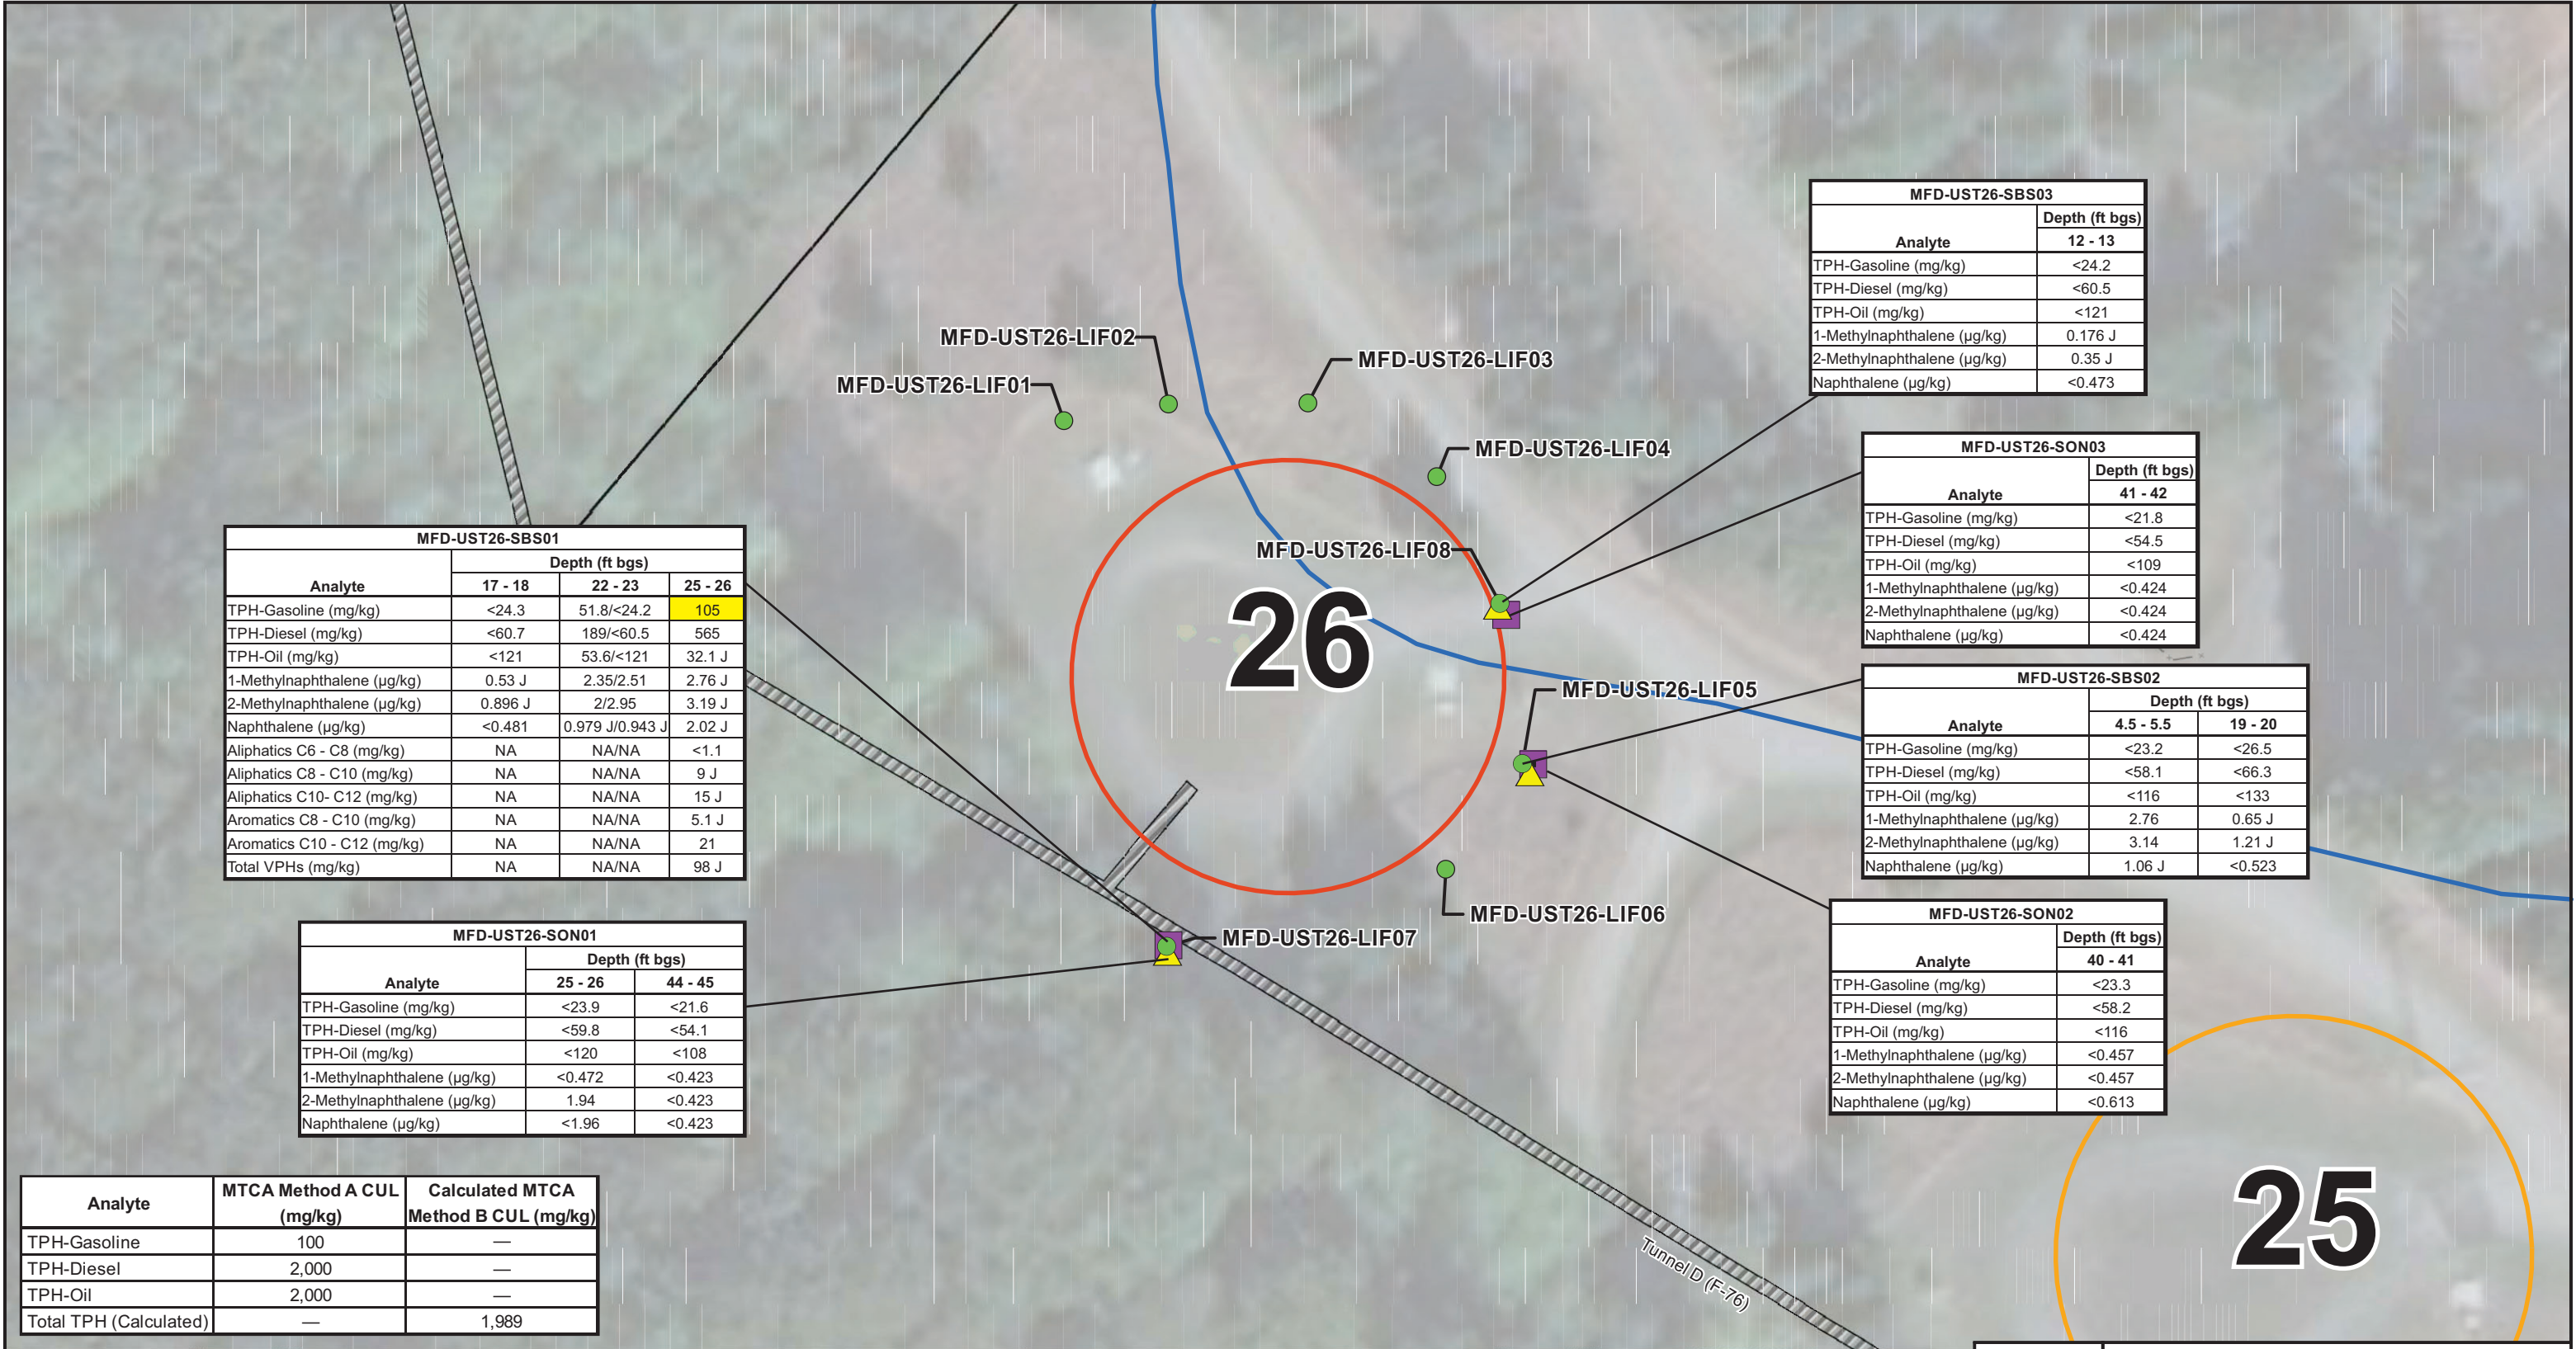 MFD-UST26-SBS03
Depth (ft bgs)
Analyte 12 - 13
TPH-Gasoline (mg/kg) <24.2
TPH-Diesel (mg/kg) <60.5
TPH-Oil (mg/kg) <121
1-Methylnaphthalene (µg/kg) 0.176 J
2-Methylnaphthalene (µg/kg) 0.35 J
Naphthalene (µg/kg) <0.473
MFD-UST26-LIF02
MFD-UST26-LIF03
MFD-UST26-LIF01
MFD-UST26-LIF04
MFD-UST26-SON03
Depth (ft bgs)
Analyte 41 - 42
TPH-Gasoline (mg/kg) <21.8
TPH-Diesel (mg/kg) <54.5
TPH-Oil (mg/kg) <109
1-Methylnaphthalene (µg/kg) <0.424
2-Methylnaphthalene (µg/kg) <0.424
Naphthalene (µg/kg) <0.424
MFD-UST26-SBS01
Depth (ft bgs)
Analyte 17 - 18 22 - 23 25 - 26
TPH-Gasoline (mg/kg) <24.3 51.8/<24.2 105
TPH-Diesel (mg/kg) <60.7 189/<60.5 565
TPH-Oil (mg/kg) <121 53.6/<121 32.1 J
1-Methylnaphthalene (µg/kg) 0.53 J 2.35/2.51 2.76 J
2-Methylnaphthalene (µg/kg) 0.896 J 2/2.95 3.19 J
Naphthalene (µg/kg) <0.481 0.979 J/0.943 J 2.02 J
Aliphatics C6 - C8 (mg/kg) NA NA/NA <1.1
Aliphatics C8 - C10 (mg/kg) NA NA/NA 9 J
Aliphatics C10- C12 (mg/kg) NA NA/NA 15 J
Aromatics C8 - C10 (mg/kg) NA NA/NA 5.1 J
Aromatics C10 - C12 (mg/kg) NA NA/NA 21
Total VPHs (mg/kg) NA NA/NA 98 J
MFD-UST26-LIF08
26
MFD-UST26-LIF05
MFD-UST26-SBS02
Depth (ft bgs)
Analyte 4.5 - 5.5 19 - 20
TPH-Gasoline (mg/kg) <23.2 <26.5
TPH-Diesel (mg/kg) <58.1 <66.3
TPH-Oil (mg/kg) <116 <133
1-Methylnaphthalene (µg/kg) 2.76 0.65 J
2-Methylnaphthalene (µg/kg) 3.14 1.21 J
Naphthalene (µg/kg) 1.06 J <0.523
MFD-UST26-LIF06
MFD-UST26-LIF07
MFD-UST26-SON01
Depth (ft bgs)
Analyte 25 - 26 44 - 45
TPH-Gasoline (mg/kg) <23.9 <21.6
TPH-Diesel (mg/kg) <59.8 <54.1
TPH-Oil (mg/kg) <120 <108
1-Methylnaphthalene (µg/kg) <0.472 <0.423
2-Methylnaphthalene (µg/kg) 1.94 <0.423
Naphthalene (µg/kg) <1.96 <0.423
MFD-UST26-SON02
Depth (ft bgs)
Analyte 40 - 41
TPH-Gasoline (mg/kg) <23.3
TPH-Diesel (mg/kg) <58.2
TPH-Oil (mg/kg) <116
1-Methylnaphthalene (µg/kg) <0.457
2-Methylnaphthalene (µg/kg) <0.457
Naphthalene (µg/kg) <0.613
Analyte MTCA Method A CUL (mg/kg) Calculated MTCA Method B CUL (mg/kg)
TPH-Gasoline 100 —
TPH-Diesel 2,000 —
TPH-Oil 2,000 —
Total TPH (Calculated) — 1,989
Tunnel D (F-76)
25